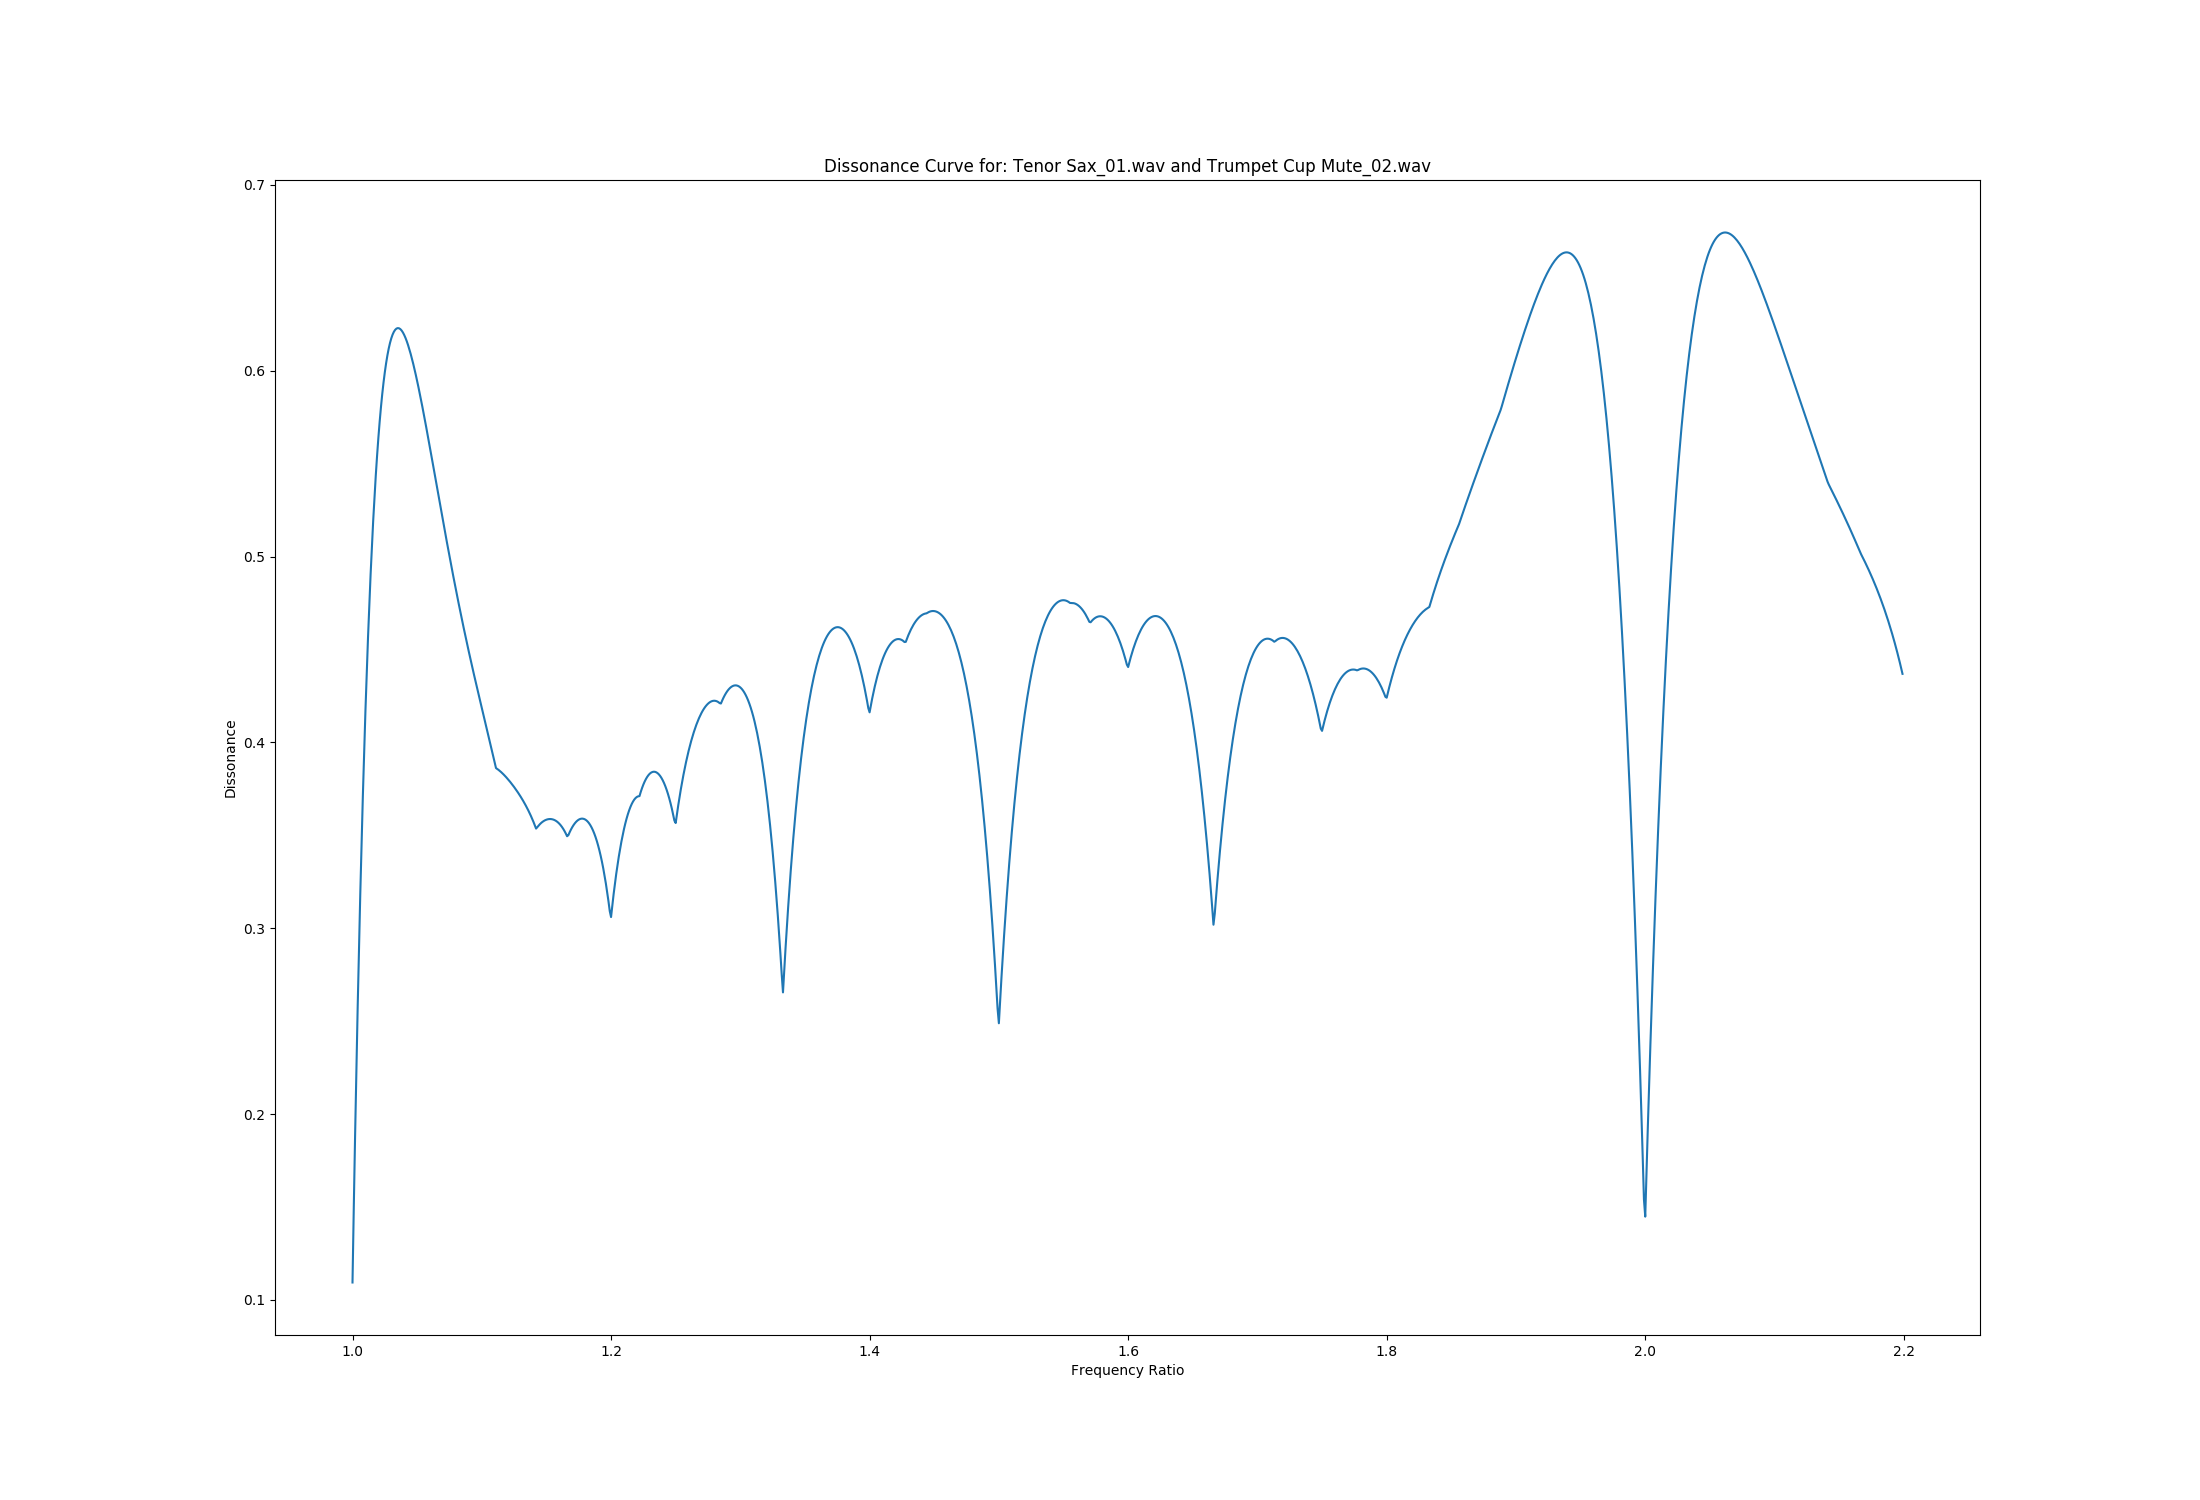 Dissonance Curve for: Tenor Sax_01.wav and Trumpet Cup Mute_02.wav
0.7
0.6
0.5
0.4
0.3
0.2
0.1
Dissonance
1.0 1.2 1.4 1.6 1.8 2.0 2.2
Frequency Ratio